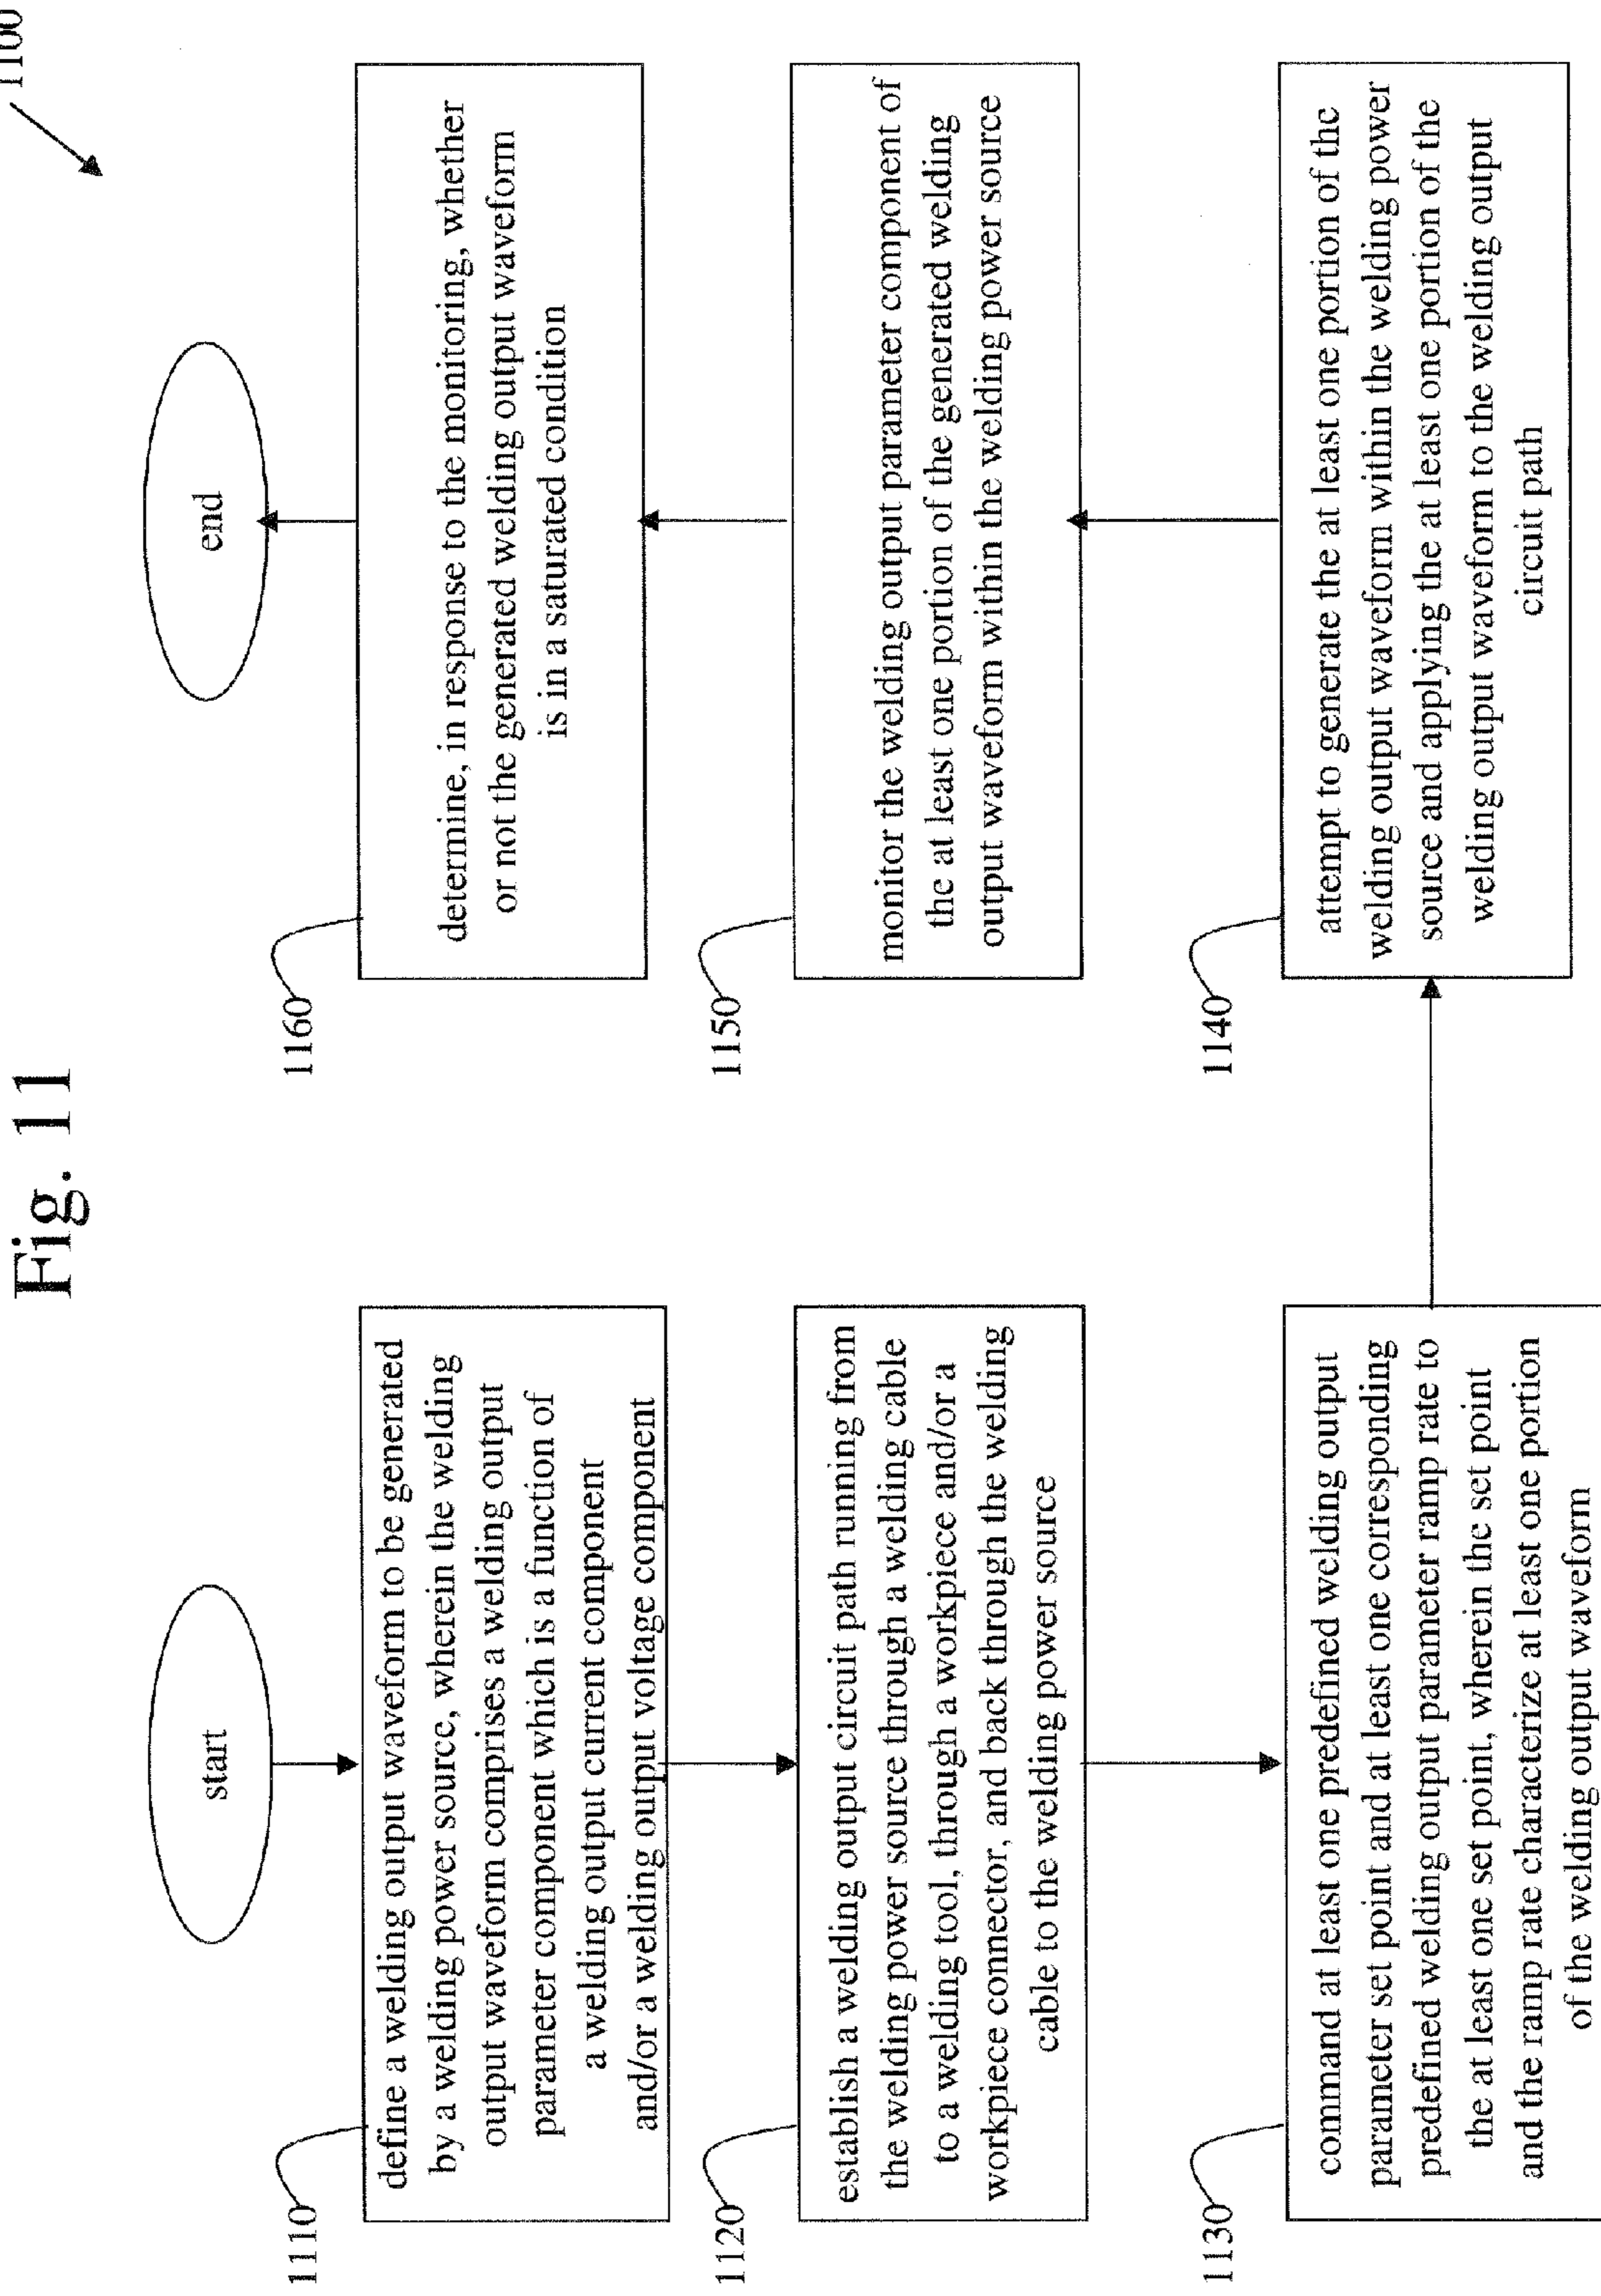 Fig. 11
1100
start
1110
define a welding output waveform to be generated
by a welding power source, wherein the welding
output waveform comprises a welding output
parameter component which is a function of
a welding output current component
and/or a welding output voltage component
1120
establish a welding output circuit path running from
the welding power source through a welding cable
to a welding tool, through a workpiece and/or a
workpiece connector, and back through the welding
cable to the welding power source
1130
command at least one predefined welding output
parameter set point and at least one corresponding
predefined welding output parameter ramp rate to
the at least one set point, wherein the set point
and the ramp rate characterize at least one portion
of the welding output waveform
1140
attempt to generate the at least one portion of the
welding output waveform within the welding power
source and applying the at least one portion of the
welding output waveform to the welding output
circuit path
1150
monitor the welding output parameter component of
the at least one portion of the generated welding
output waveform within the welding power source
1160
determine, in response to the monitoring, whether
or not the generated welding output waveform
is in a saturated condition
end